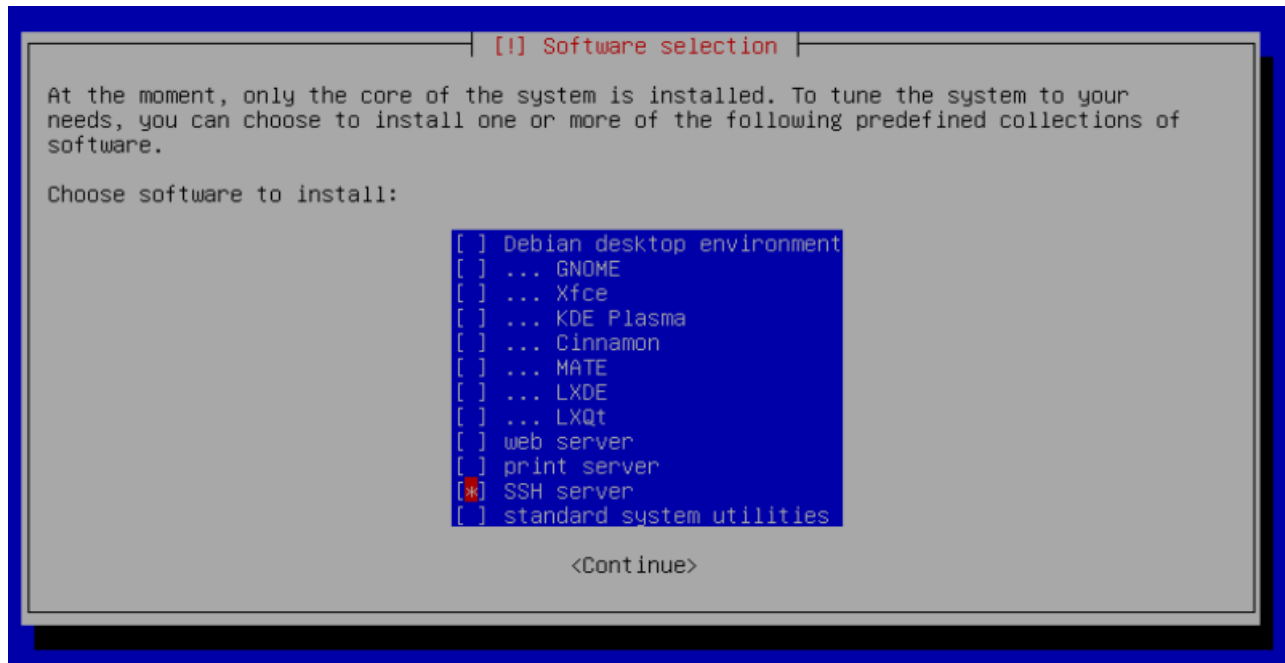 [!] Software selection
At the moment, only the core of the system is installed. To tune the system to your
needs, you can choose to install one or more of the following predefined collections of
software.
Choose software to install:
[ ] Debian desktop environment
[ ] ... GNOME
[ ] ... Xfce
[ ] ... KDE Plasma
[ ] ... Cinnamon
[ ] ... MATE
[ ] ... LXDE
[ ] ... LXQt
[ ] web server
[ ] print server
[*] SSH server
[ ] standard system utilities
<Continue>